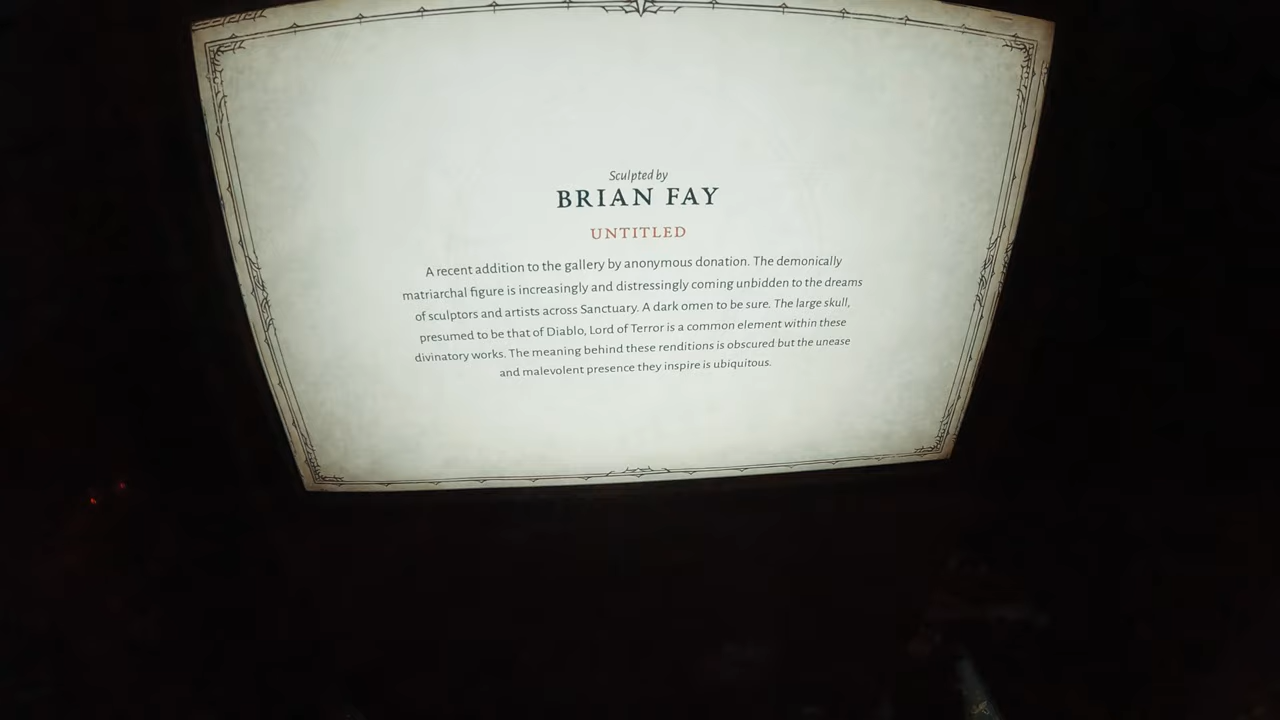 Sculpted by
BRIAN FAY
UNTITLED
A recent addition to the gallery by anonymous donation. The demonically
matriarchal figure is increasingly and distressingly coming unbidden to the dreams
of sculptors and artists across Sanctuary. A dark omen to be sure. The large skull,
presumed to be that of Diablo, Lord of Terror is a common element within these
divinatory works. The meaning behind these renditions is obscured but the unease
and malevolent presence they inspire is ubiquitous.